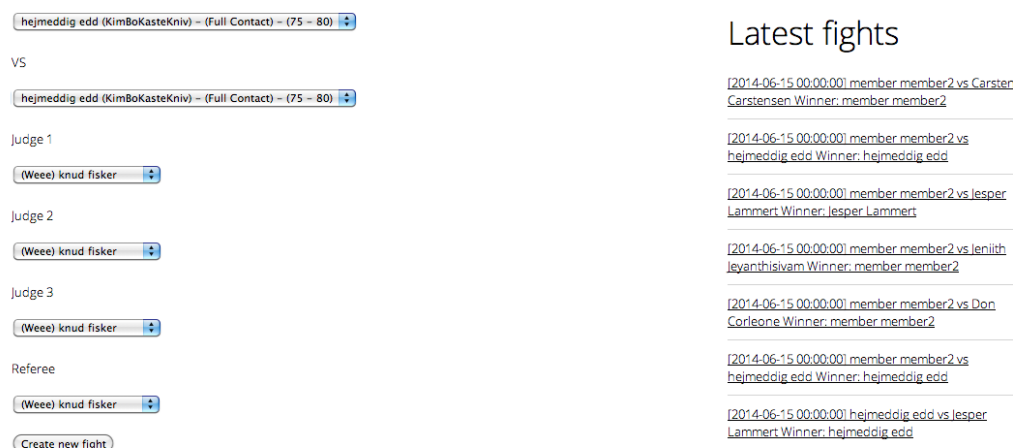 hejmeddig edd (KimBoKasteKniv) - (Full Contact) - (75 - 80)
VS
hejmeddig edd (KimBoKasteKniv) - (Full Contact) - (75 - 80)
Judge 1
(Weee) knud fisker
Judge 2
(Weee) knud fisker
Judge 3
(Weee) knud fisker
Referee
(Weee) knud fisker
Create new fight
Latest fights
[2014-06-15 00:00:00] member member2 vs Carsten
Carstensen Winner: member member2
[2014-06-15 00:00:00] member member2 vs
hejmeddig edd Winner: hejmeddig edd
[2014-06-15 00:00:00] member member2 vs Jesper
Lammert Winner: Jesper Lammert
[2014-06-15 00:00:00] member member2 vs Jeniith
Jeyanthisivam Winner: member member2
[2014-06-15 00:00:00] member member2 vs Don
Corleone Winner: member member2
[2014-06-15 00:00:00] member member2 vs
hejmeddig edd Winner: hejmeddig edd
[2014-06-15 00:00:00] hejmeddig edd vs Jesper
Lammert Winner: hejmeddig edd